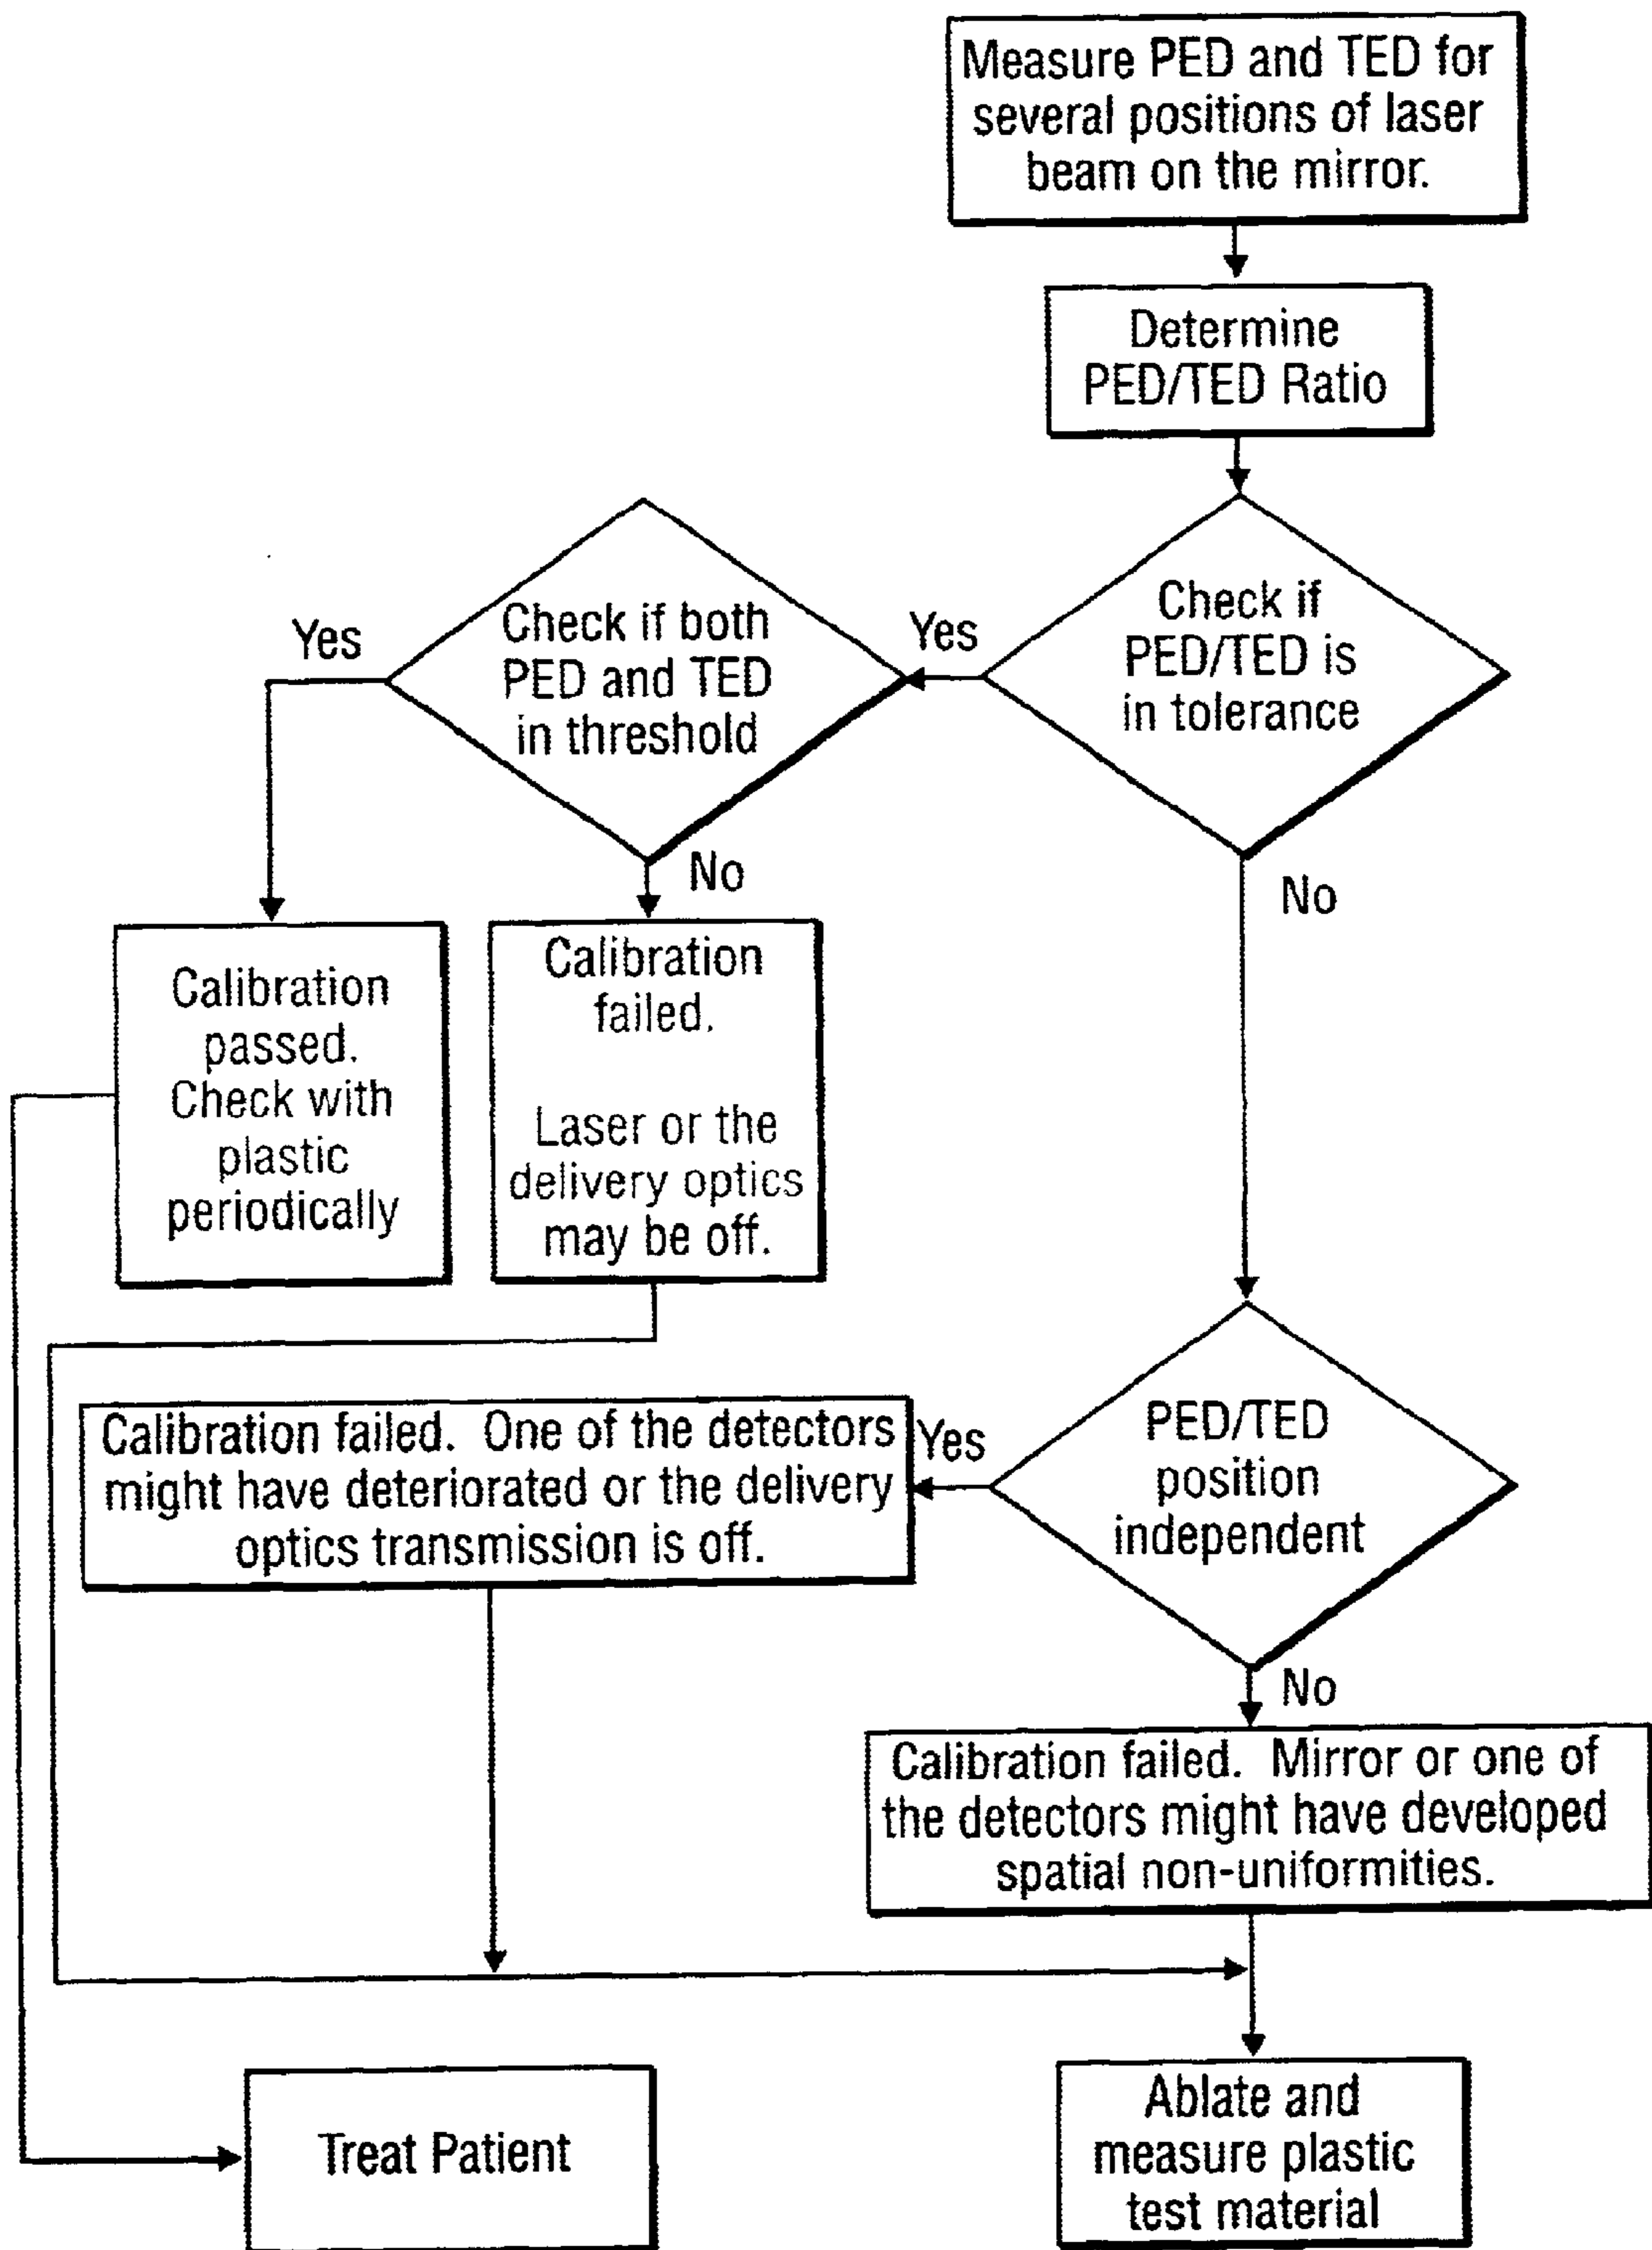 Measure PED and TED for
several positions of laser
beam on the mirror.
Determine
PED/TED Ratio
Check if
PED/TED is
in tolerance
Yes
No
Check if both
PED and TED
in threshold
Yes
No
Calibration
passed.
Check with
plastic
periodically
Calibration
failed.
Laser or the
delivery optics
may be off.
PED/TED
position
independent
Yes
No
Calibration failed. One of the detectors
might have deteriorated or the delivery
optics transmission is off.
Calibration failed. Mirror or one of
the detectors might have developed
spatial non-uniformities.
Treat Patient
Ablate and
measure plastic
test material